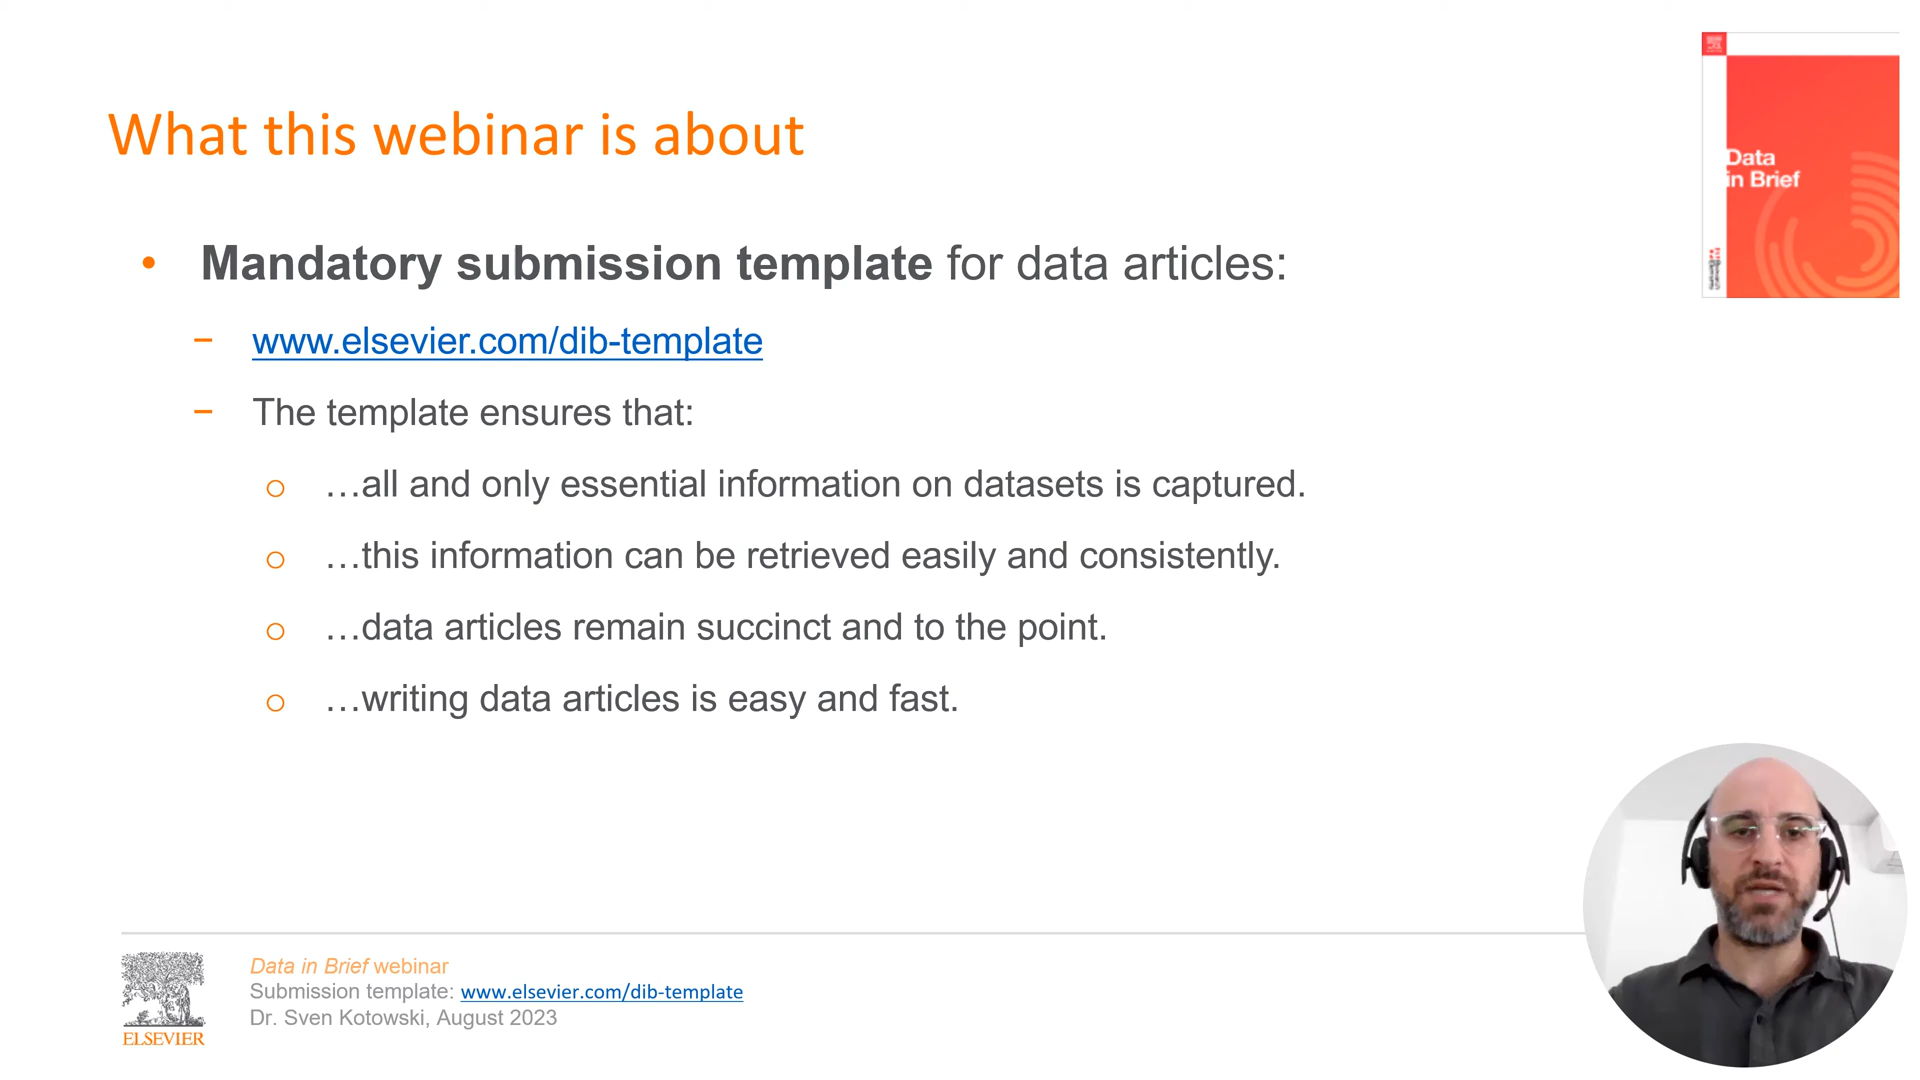 What this webinar is about
Data
in Brief
• Mandatory submission template for data articles:
− www.elsevier.com/dib-template
− The template ensures that:
o …all and only essential information on datasets is captured.
o …this information can be retrieved easily and consistently.
o …data articles remain succinct and to the point.
o …writing data articles is easy and fast.
Data in Brief webinar
Submission template: www.elsevier.com/dib-template
Dr. Sven Kotowski, August 2023
ELSEVIER